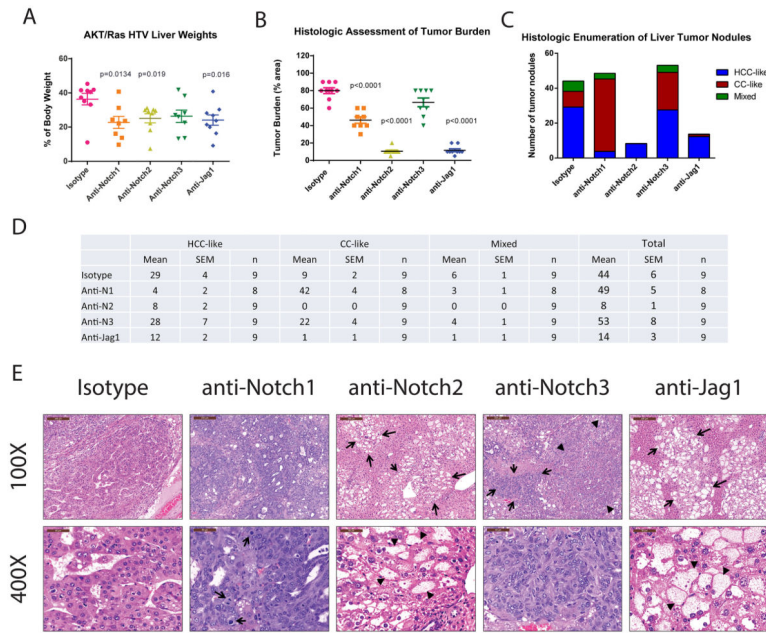 A
AKT/Ras HTV Liver Weights
% of Body Weight
60
40
20
0
p=0.0134
p=0.019
p=0.016
Isotype
Anti-Notch1
Anti-Notch2
Anti-Notch3
Anti-Jag1
B
Histologic Assessment of Tumor Burden
Tumor Burden (% area)
120
100
80
60
40
20
0
p<0.0001
p<0.0001
p<0.0001
Isotype
anti-Notch1
anti-Notch2
anti-Notch3
anti-Jag1
C
Histologic Enumeration of Liver Tumor Nodules
Number of tumor nodules
60
50
40
30
20
10
0
HCC-like
CC-like
Mixed
Isotype
Anti-Notch1
Anti-Notch2
Anti-Notch3
anti-Jag1
D
HCC-like CC-like Mixed Total
Mean SEM n Mean SEM n Mean SEM n Mean SEM n
Isotype 29 4 9 9 2 9 6 1 9 44 6 9
Anti-N1 4 2 8 42 4 8 3 1 8 49 5 8
Anti-N2 8 2 9 0 0 9 0 0 9 8 1 9
Anti-N3 28 7 9 22 4 9 4 1 9 53 8 9
Anti-Jag1 12 2 9 1 1 9 1 1 9 14 3 9
E
Isotype anti-Notch1 anti-Notch2 anti-Notch3 anti-Jag1
100X
400X